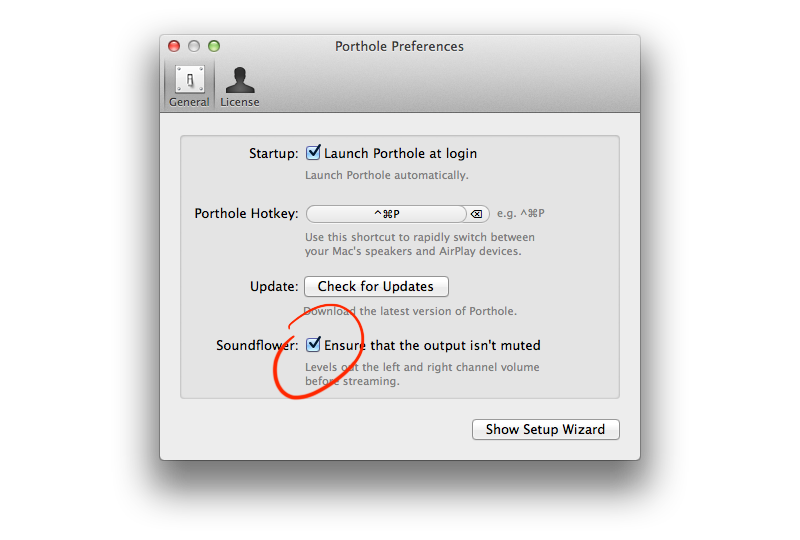 Porthole Preferences
General License
Startup: Launch Porthole at login
Launch Porthole automatically.
Porthole Hotkey: ^⌘P ⌫ e.g. ^⌘P
Use this shortcut to rapidly switch between
your Mac's speakers and AirPlay devices.
Update: Check for Updates
Download the latest version of Porthole.
Soundflower: Ensure that the output isn't muted
Levels out the left and right channel volume
before streaming.
Show Setup Wizard